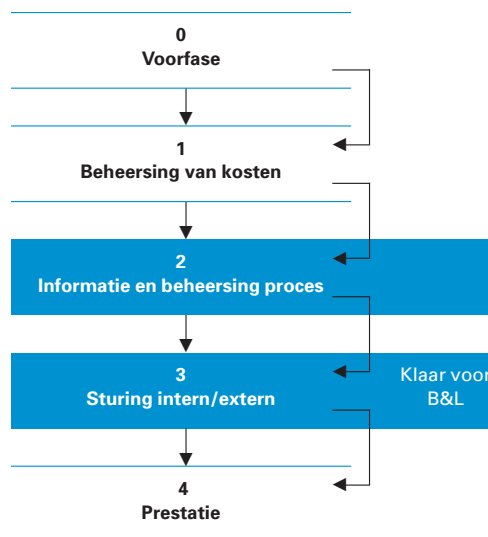 0
Voorfase
1
Beheersing van kosten
2
Informatie en beheersing proces
3
Sturing intern/extern
Klaar voor
B&L
4
Prestatie